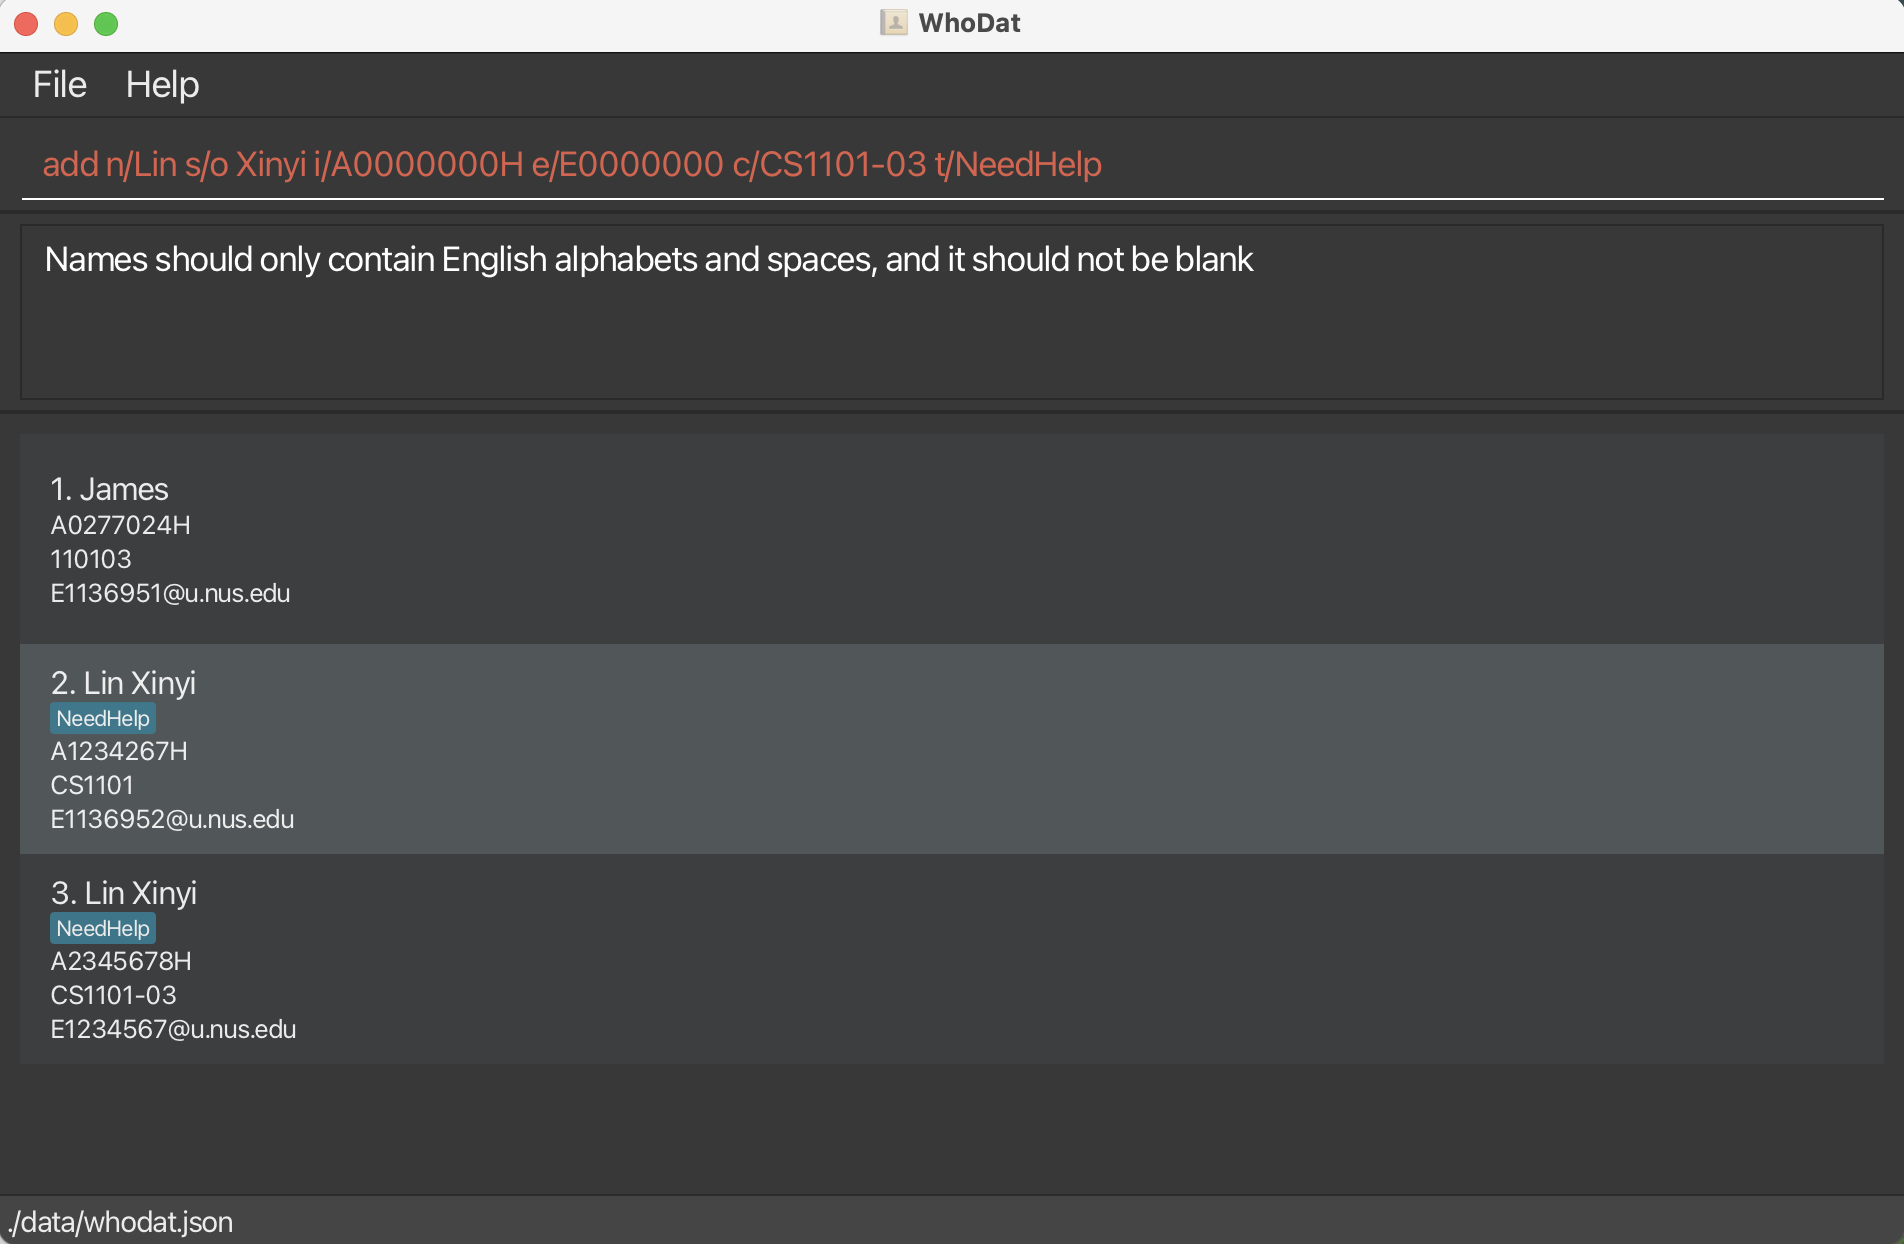 WhoDat
File Help
add n/Lin s/o Xinyi i/A0000000H e/E0000000 c/CS1101-03 t/NeedHelp
Names should only contain English alphabets and spaces, and it should not be blank
1. James
A0277024H
110103
E1136951@u.nus.edu
2. Lin Xinyi
NeedHelp
A1234267H
CS1101
E1136952@u.nus.edu
3. Lin Xinyi
NeedHelp
A2345678H
CS1101-03
E1234567@u.nus.edu
./data/whodat.json